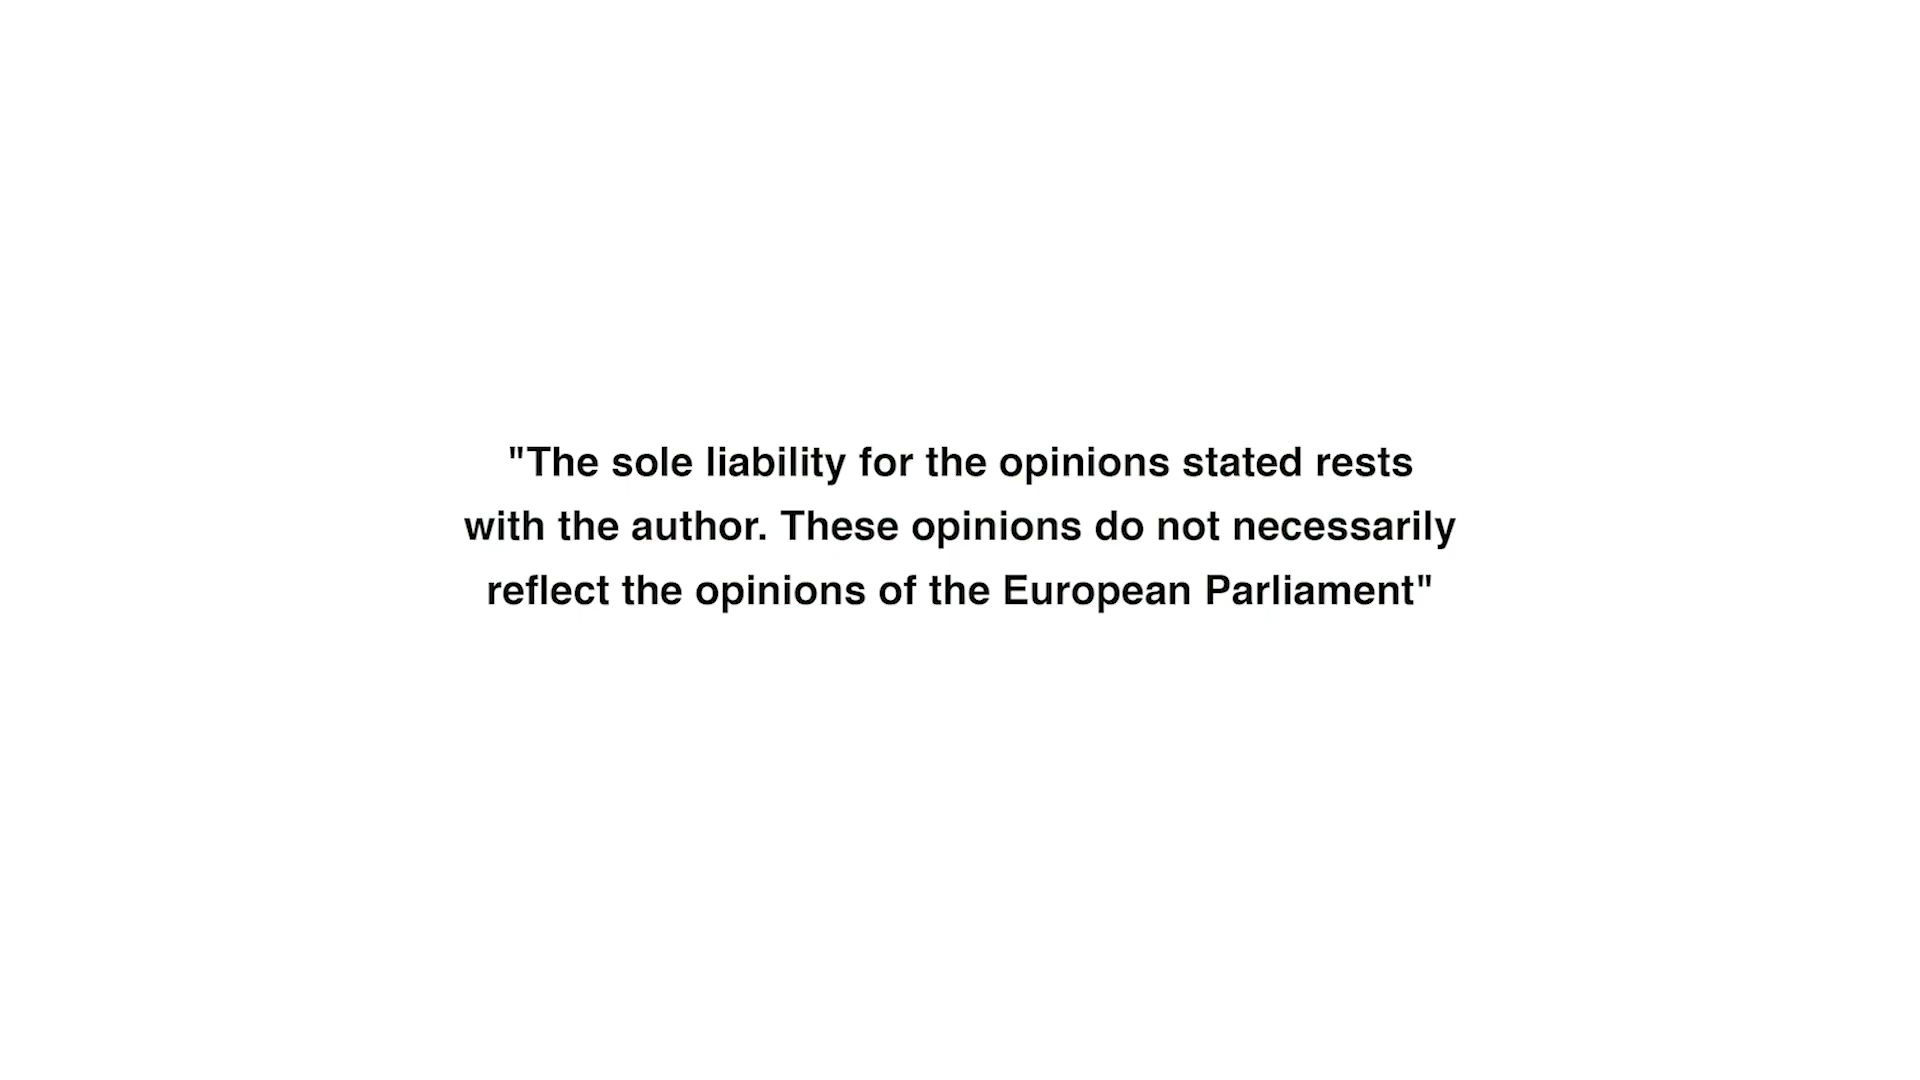 "The sole liability for the opinions stated rests
with the author. These opinions do not necessarily
reflect the opinions of the European Parliament"